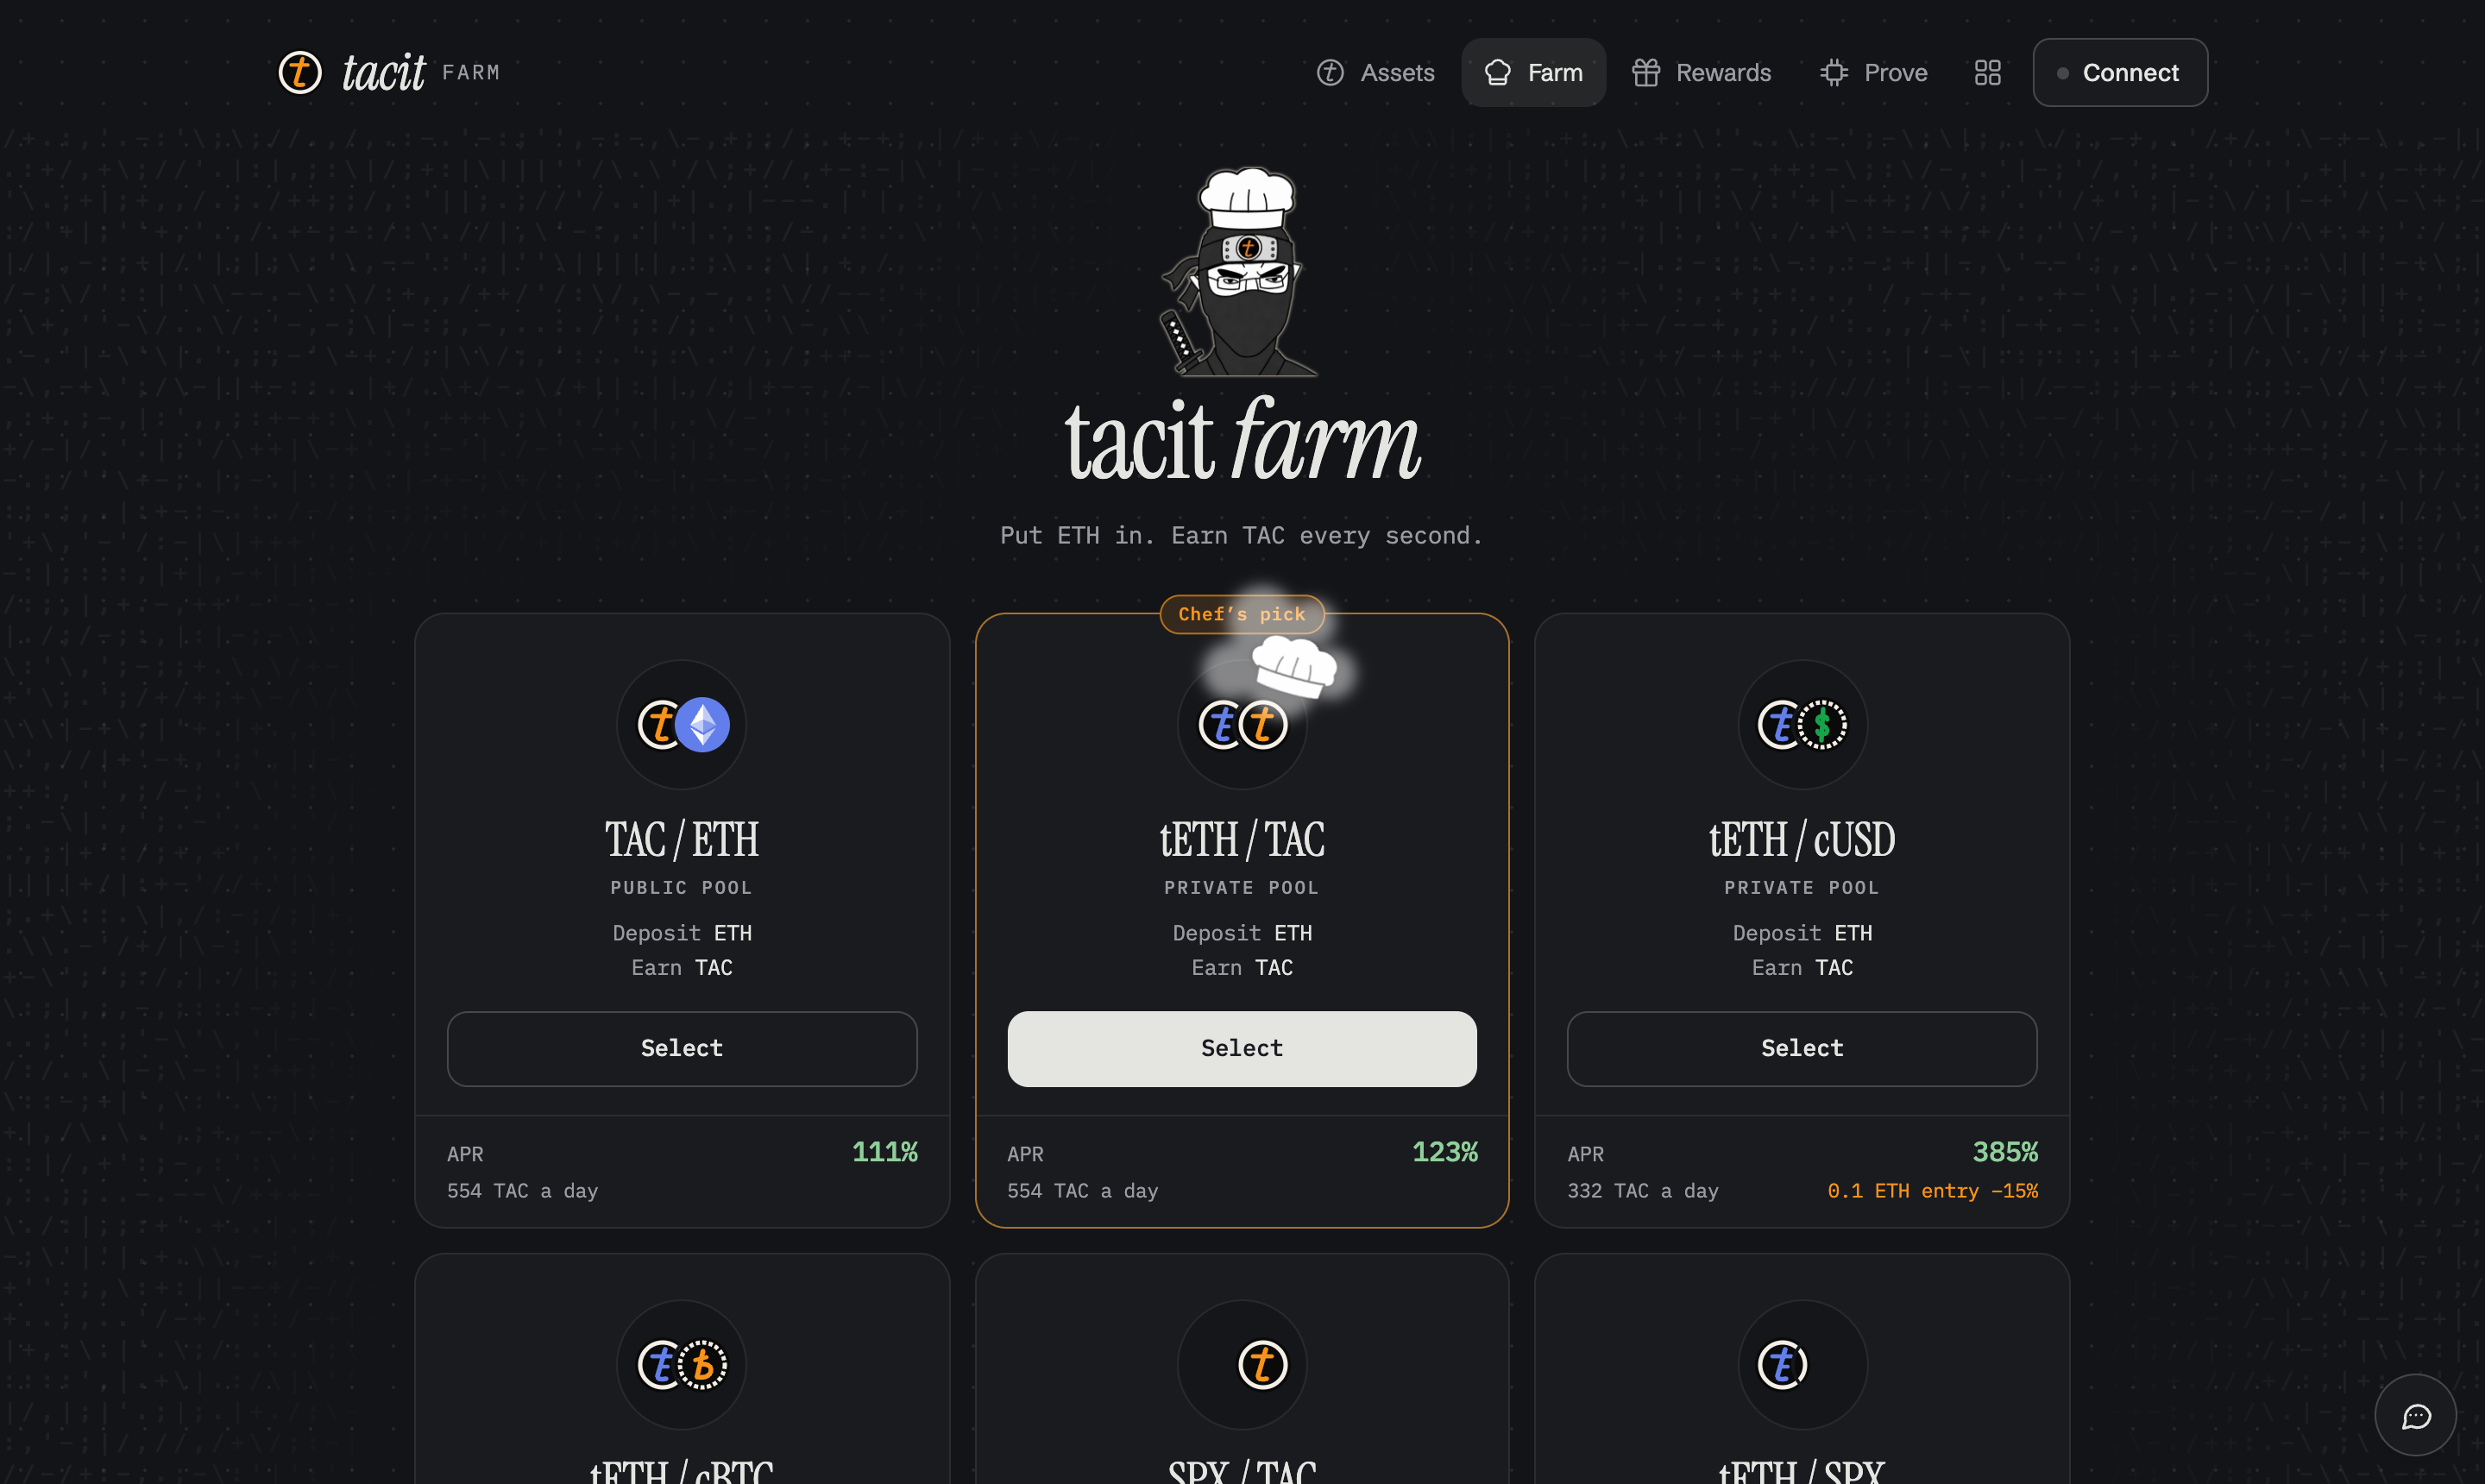 tacit FARM
Assets
Farm
Rewards
Prove
Connect
tacit farm
Put ETH in. Earn TAC every second.
TAC / ETH
PUBLIC POOL
Deposit ETH
Earn TAC
Select
APR 111%
554 TAC a day
Chef’s pick
tETH / TAC
PRIVATE POOL
Deposit ETH
Earn TAC
Select
APR 123%
554 TAC a day
tETH / cUSD
PRIVATE POOL
Deposit ETH
Earn TAC
Select
APR 385%
332 TAC a day 0.1 ETH entry −15%
tETH / cBTC
SPX / TAC
tETH / SPX